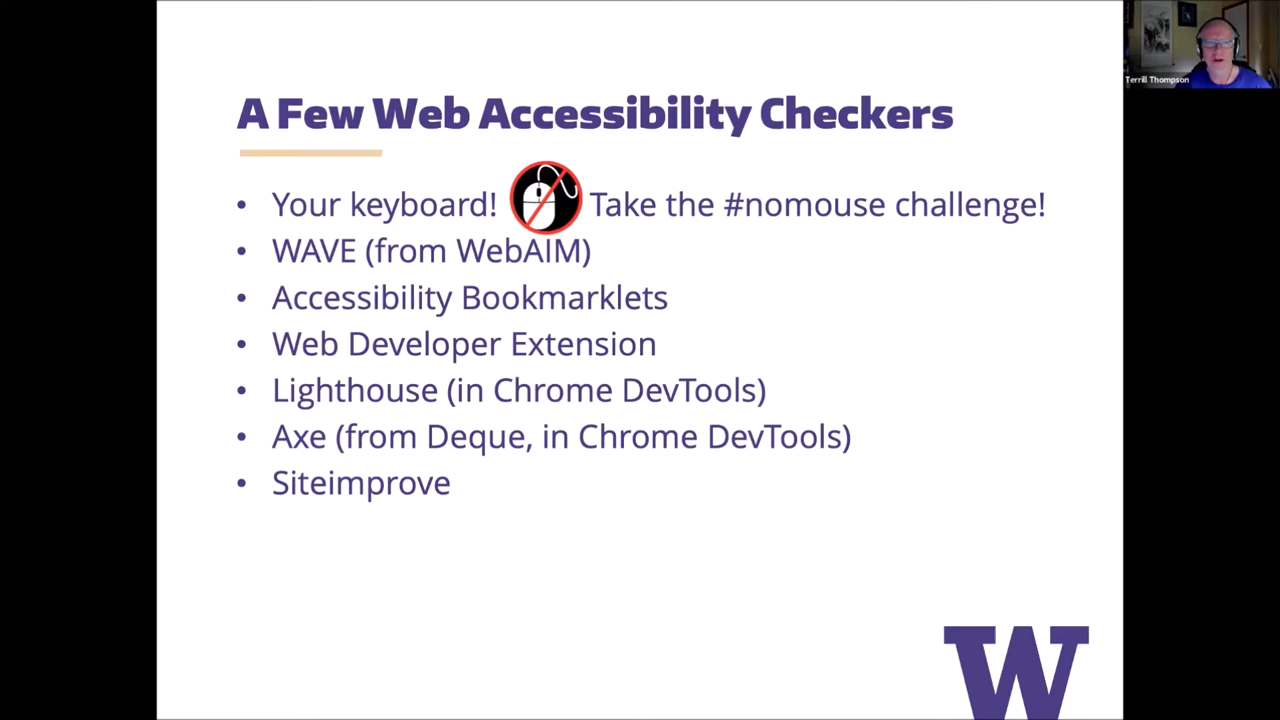 A Few Web Accessibility Checkers
• Your keyboard! Take the #nomouse challenge!
• WAVE (from WebAIM)
• Accessibility Bookmarklets
• Web Developer Extension
• Lighthouse (in Chrome DevTools)
• Axe (from Deque, in Chrome DevTools)
• Siteimprove
W
Terrill Thompson